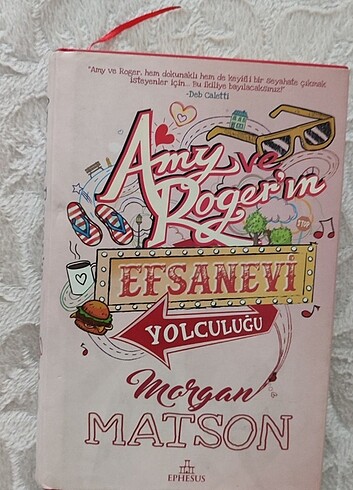 "Amy ve Roger, hem dokunaklı hem de keyifli bir seyahate çıkmak
isteyenler için... Bu ikiliye bayılacaksınız!"
-Deb Caletti
Amy ve
Roger'ın
STOP
EFSANEVİ
YOLCULUĞU
Morgan
MATSON
EPHESUS